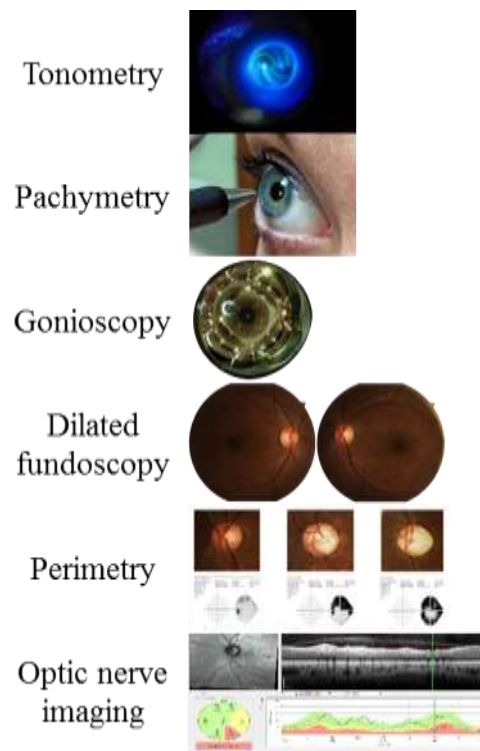 Tonometry
Pachymetry
Gonioscopy
Dilated
fundoscopy
Perimetry
Optic nerve
imaging